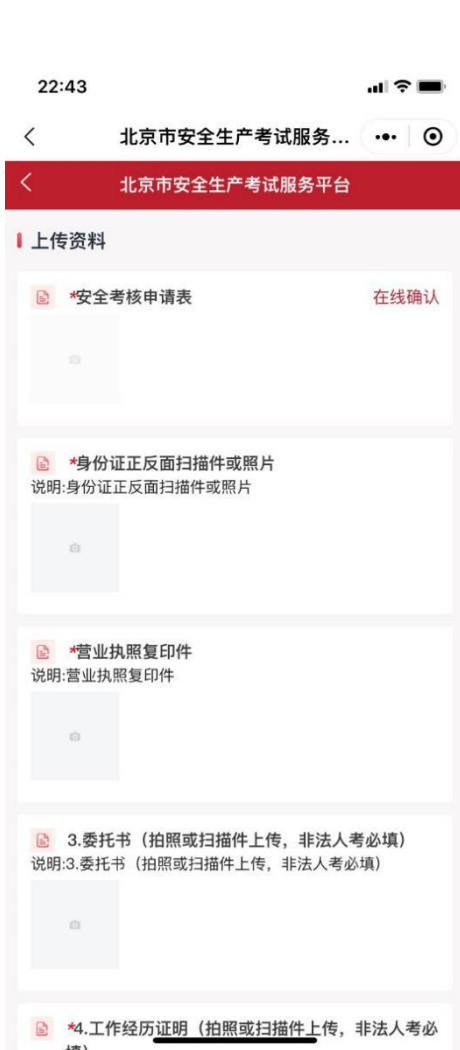 22:43
北京市安全生产考试服务...
北京市安全生产考试服务平台
上传资料
*安全考核申请表 在线确认
*身份证正反面扫描件或照片
说明:身份证正反面扫描件或照片
*营业执照复印件
说明:营业执照复印件
3.委托书（拍照或扫描件上传，非法人考必填）
说明:3.委托书（拍照或扫描件上传，非法人考必填）
*4.工作经历证明（拍照或扫描件上传，非法人考必